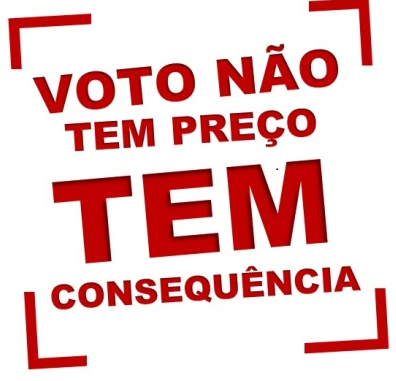 VOTO NÃO
TEM PREÇO
TEM
CONSEQUÊNCIA